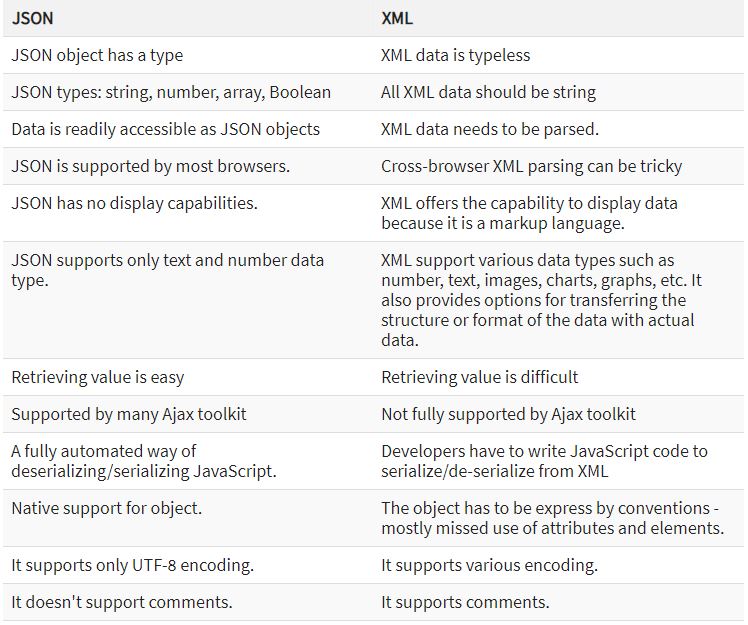 JSON XML
JSON object has a type XML data is typeless
JSON types: string, number, array, Boolean All XML data should be string
Data is readily accessible as JSON objects XML data needs to be parsed.
JSON is supported by most browsers. Cross-browser XML parsing can be tricky
JSON has no display capabilities. XML offers the capability to display data
because it is a markup language.
JSON supports only text and number data
type.
XML support various data types such as
number, text, images, charts, graphs, etc. It
also provides options for transferring the
structure or format of the data with actual
data.
Retrieving value is easy Retrieving value is difficult
Supported by many Ajax toolkit Not fully supported by Ajax toolkit
A fully automated way of
deserializing/serializing JavaScript.
Developers have to write JavaScript code to
serialize/de-serialize from XML
Native support for object. The object has to be express by conventions -
mostly missed use of attributes and elements.
It supports only UTF-8 encoding. It supports various encoding.
It doesn't support comments. It supports comments.